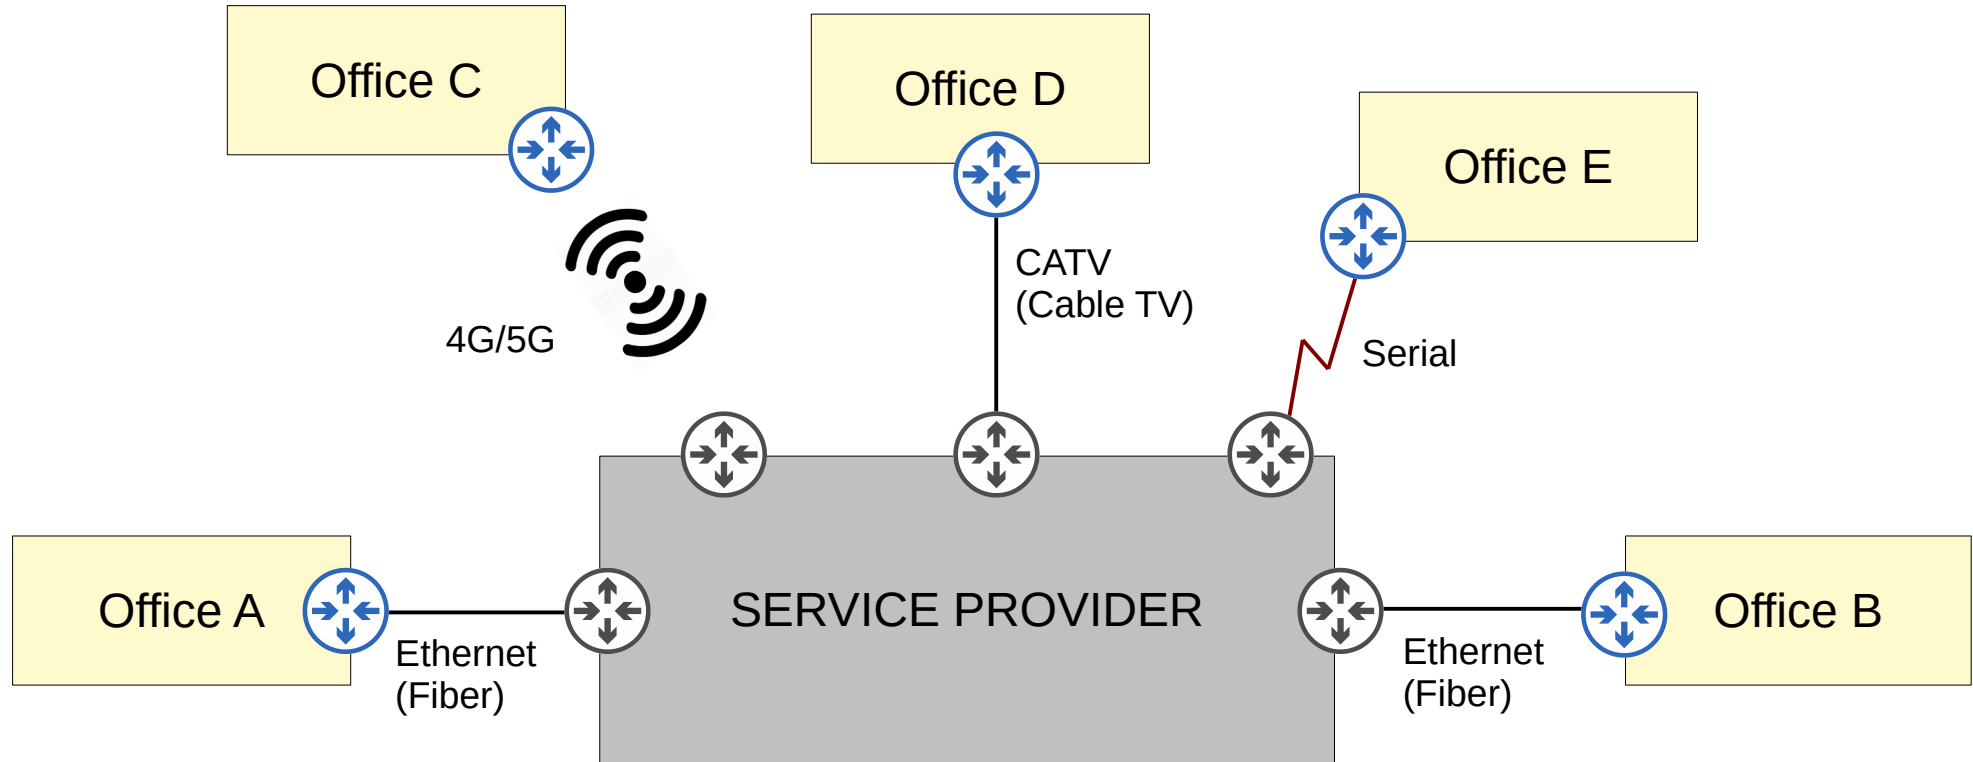 Office C
Office D
Office E
CATV
(Cable TV)
4G/5G
Serial
Office A
SERVICE PROVIDER
Office B
Ethernet
(Fiber)
Ethernet
(Fiber)